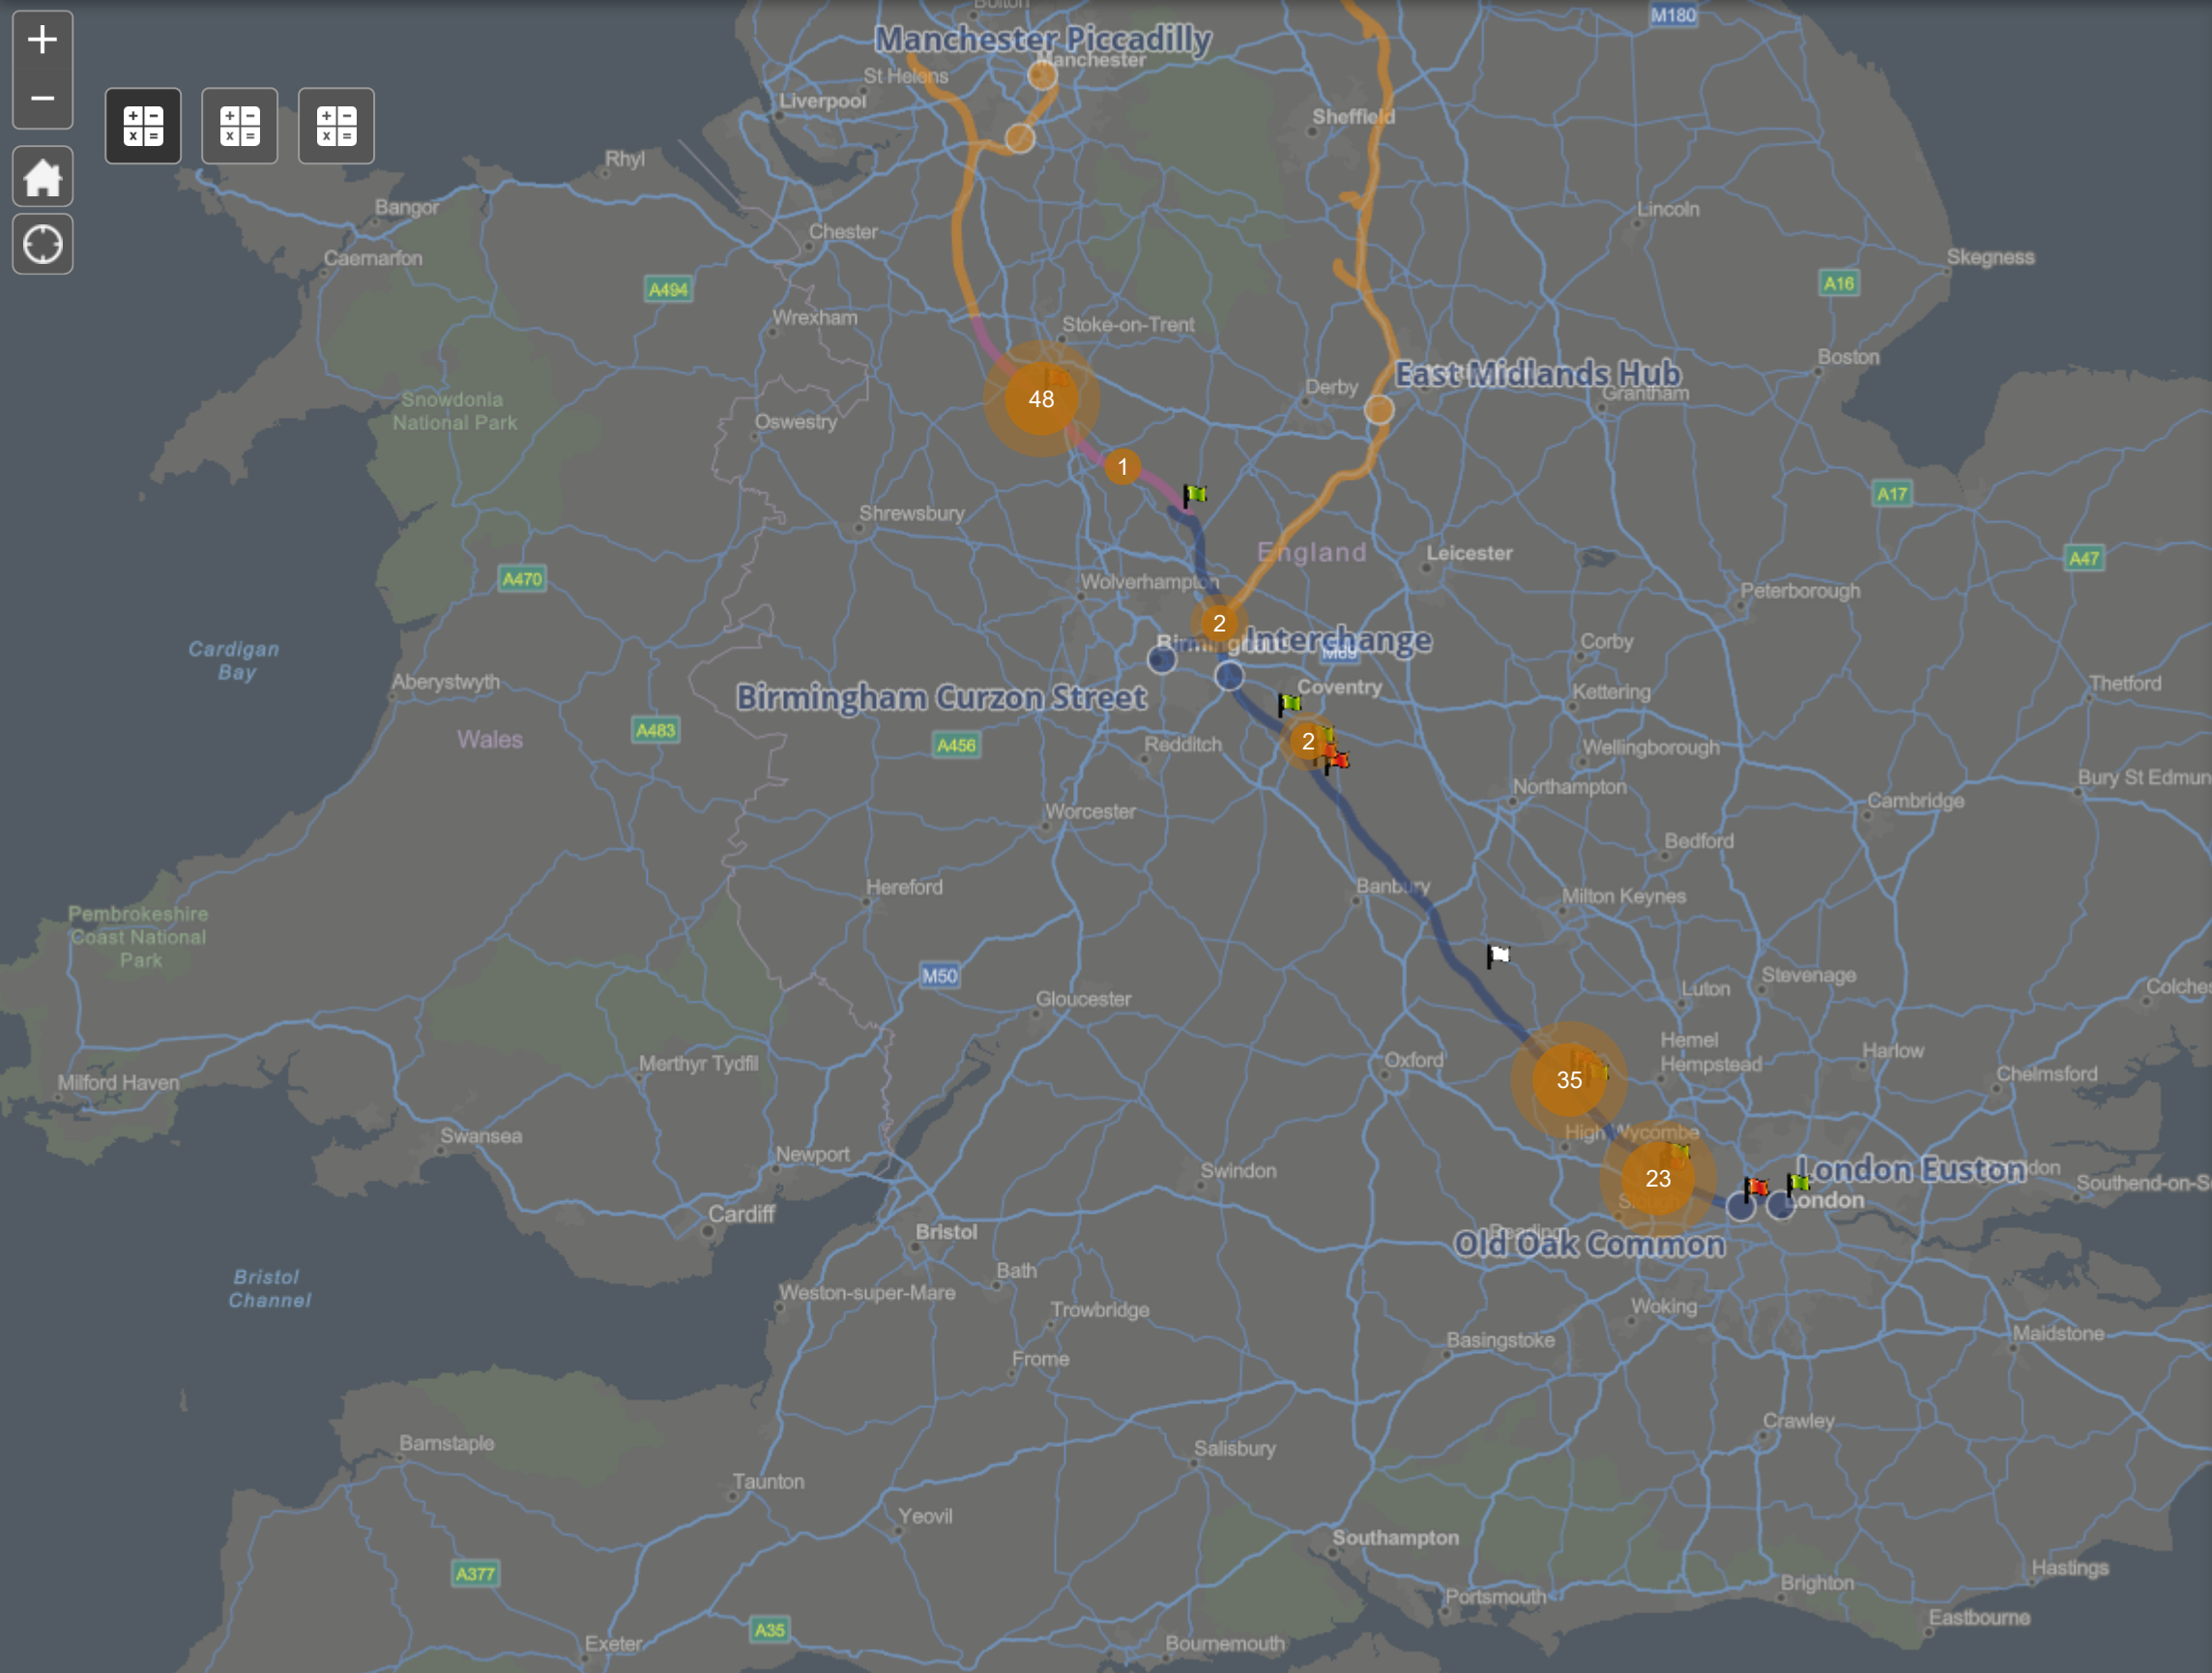 Bolton
M180
+
Manchester Piccadilly
Manchester
St Helens
−
Liverpool
Sheffield
+ −
x =
+ −
x =
+ −
x =
Rhyl
Bangor
Lincoln
Chester
Caernarfon
Skegness
A494
A16
Wrexham
Stoke-on-Trent
Boston
East Midlands Hub
Derby
Grantham
48
Snowdonia
National Park
Oswestry
1
A17
Shrewsbury
England
Leicester
A47
A470
Wolverhampton
Peterborough
2
Cardigan
Bay
Birmingham
Interchange
M69
Corby
Aberystwyth
Birmingham Curzon Street
Coventry
Kettering
Thetford
A483
Wales
A456
Redditch
2
Wellingborough
Northampton
Bury St Edmun
Cambridge
Worcester
Bedford
Hereford
Banbury
Milton Keynes
Pembrokeshire
Coast National
Park
M50
Gloucester
Luton
Stevenage
Colches
Hemel
Hempstead
Harlow
Merthyr Tydfil
Oxford
35
Chelmsford
Milford Haven
Swansea
High Wycombe
Newport
Swindon
23
London Euston
Southend-on-S
London
Cardiff
Bristol
Reading
Old Oak Common
Bath
Bristol
Channel
Weston-super-Mare
Trowbridge
Woking
Basingstoke
Maidstone
Frome
Crawley
Barnstaple
Salisbury
Taunton
Yeovil
Southampton
A377
Hastings
Brighton
Portsmouth
Eastbourne
A35
Exeter
Bournemouth